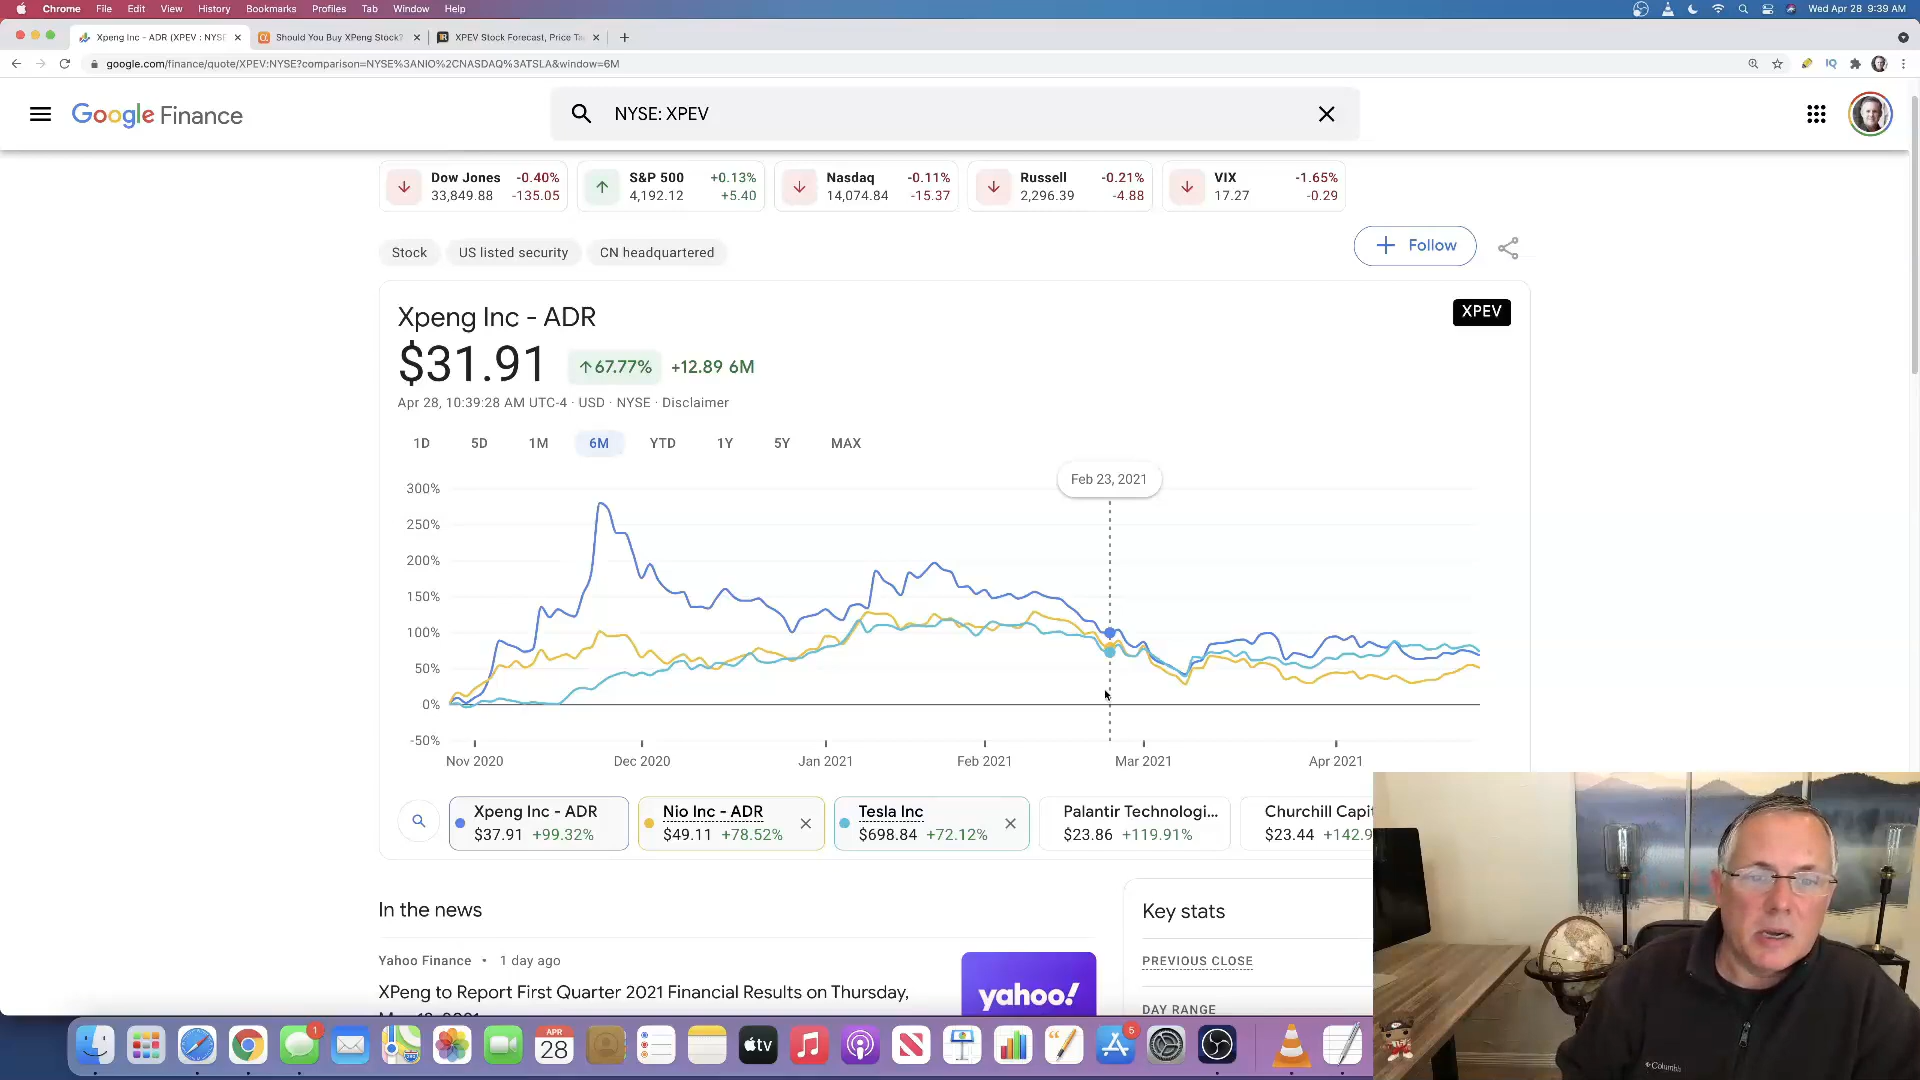 Chrome File Edit View History Bookmarks Profiles Tab Window Help
Wed Apr 28 9:39 AM
Xpeng Inc - ADR (XPEV : NYSE
Should You Buy XPeng Stock?
XPEV Stock Forecast, Price Ta
google.com/finance/quote/XPEV:NYSE?comparison=NYSE%3ANIO%2CNASDAQ%3ATSLA&window=6M
Google Finance
NYSE: XPEV
Dow Jones -0.40%
33,849.88 -135.05
S&P 500 +0.13%
4,192.12 +5.40
Nasdaq -0.11%
14,074.84 -15.37
Russell -0.21%
2,296.39 -4.88
VIX -1.65%
17.27 -0.29
Stock
US listed security
CN headquartered
Follow
Xpeng Inc - ADR
XPEV
$31.91 67.77% +12.89 6M
Apr 28, 10:39:28 AM UTC-4 · USD · NYSE · Disclaimer
1D 5D 1M 6M YTD 1Y 5Y MAX
Feb 23, 2021
300%
250%
200%
150%
100%
50%
0%
-50%
Nov 2020 Dec 2020 Jan 2021 Feb 2021 Mar 2021 Apr 2021
Xpeng Inc - ADR
$37.91 +99.32%
Nio Inc - ADR
$49.11 +78.52%
Tesla Inc
$698.84 +72.12%
Palantir Technologi...
$23.86 +119.91%
Churchill Capi
$23.44 +142.9
In the news
Yahoo Finance • 1 day ago
XPeng to Report First Quarter 2021 Financial Results on Thursday,
yahoo!
Key stats
PREVIOUS CLOSE
DAY RANGE
1
APR
28
tv
5
Columbia